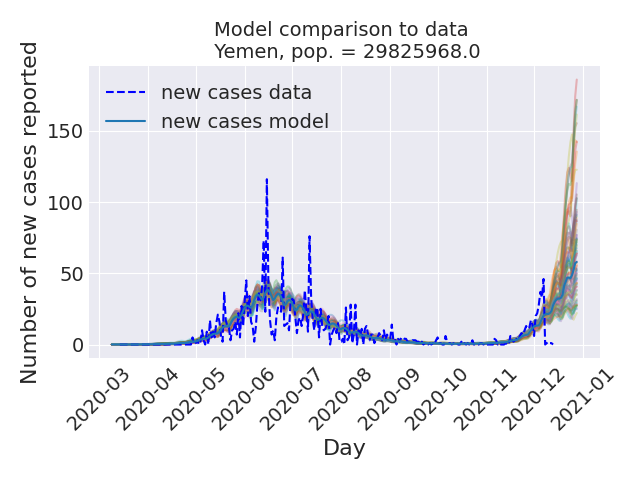 Model comparison to data
Yemen, pop. = 29825968.0
Number of new cases reported
new cases data
new cases model
150
100
50
0
2020-03
2020-04
2020-05
2020-06
2020-07
2020-08
2020-09
2020-10
2020-11
2020-12
2021-01
Day